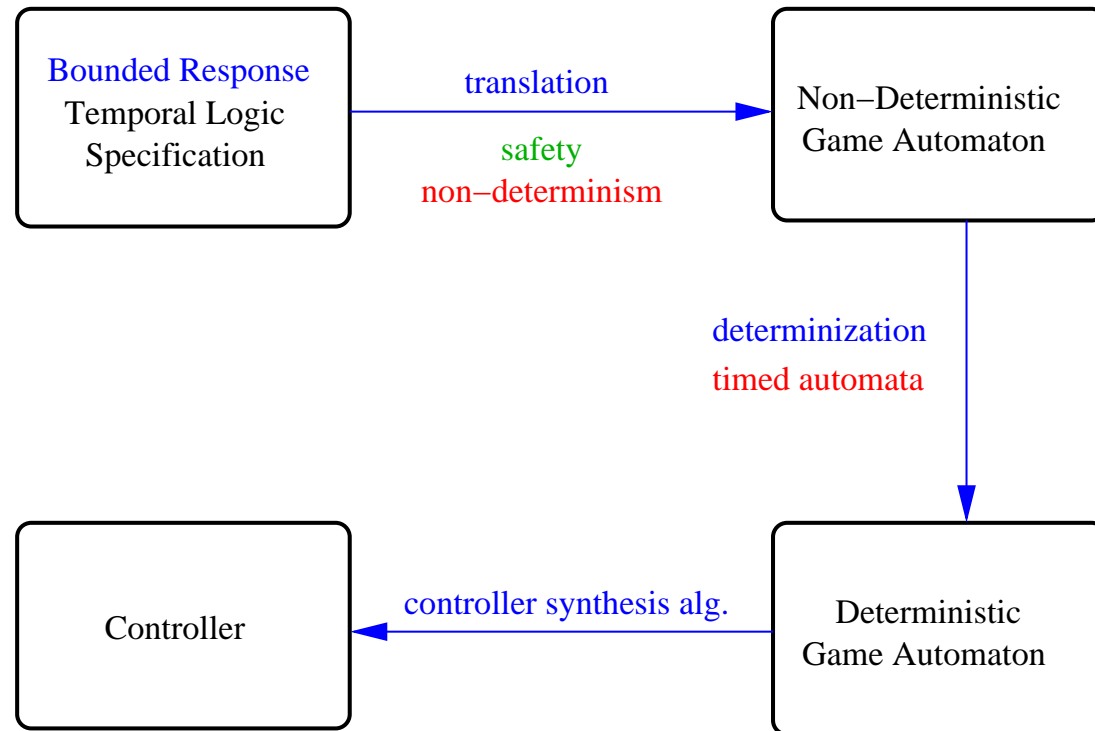 Bounded Response
Temporal Logic
Specification
translation
safety
non−determinism
Non−Deterministic
Game Automaton
determinization
timed automata
Controller
controller synthesis alg.
Deterministic
Game Automaton